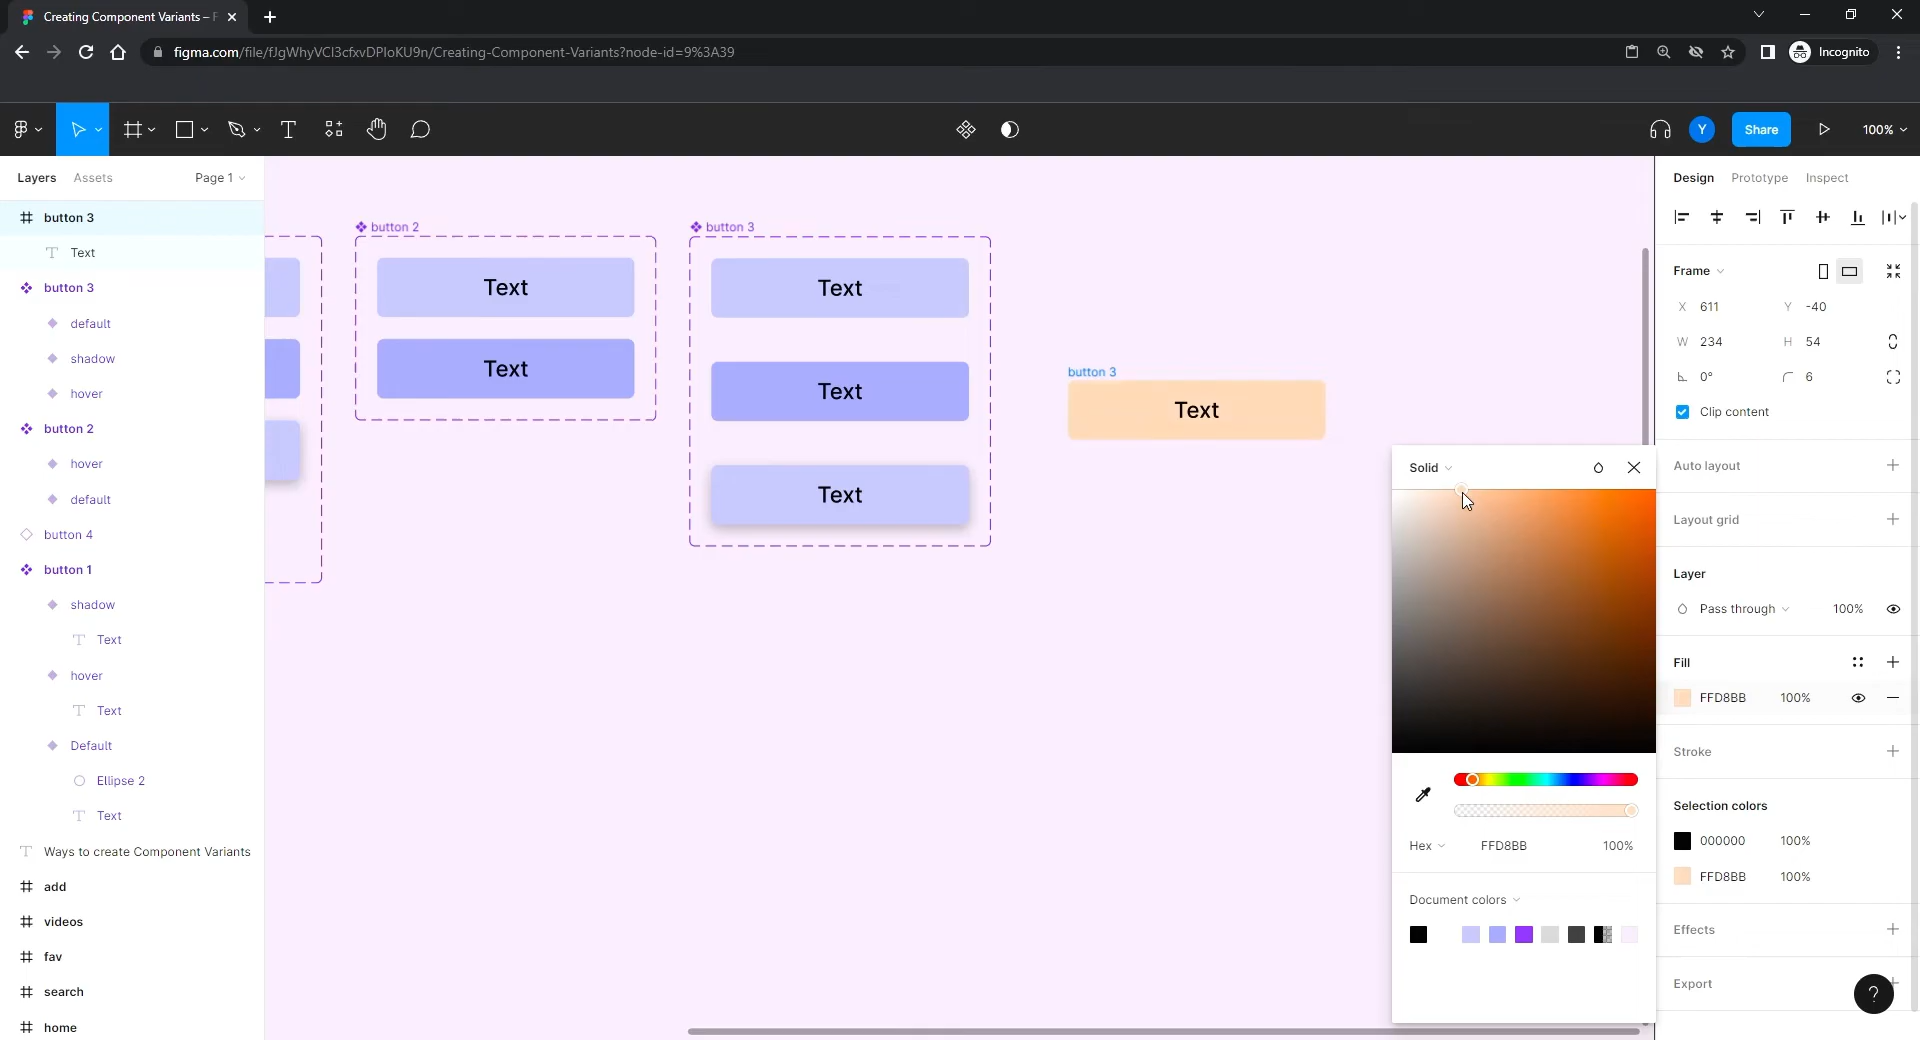 Creating Component Variants – F
figma.com/file/fJgWhyVCl3cfxvDPloKU9n/Creating-Component-Variants?node-id=9%3A39
Incognito
Y
Share
100%
Layers
Assets
Page 1
button 3
Text
button 3
default
shadow
hover
button 2
hover
default
button 4
button 1
shadow
Text
hover
Text
Default
Ellipse 2
Text
Ways to create Component Variants
add
videos
fav
search
home
button 2
Text
Text
button 3
Text
Text
Text
button 3
Text
Solid
Hex
FFD8BB
100%
Document colors
Design
Prototype
Inspect
Frame
X 611
Y -40
W 234
H 54
0°
6
Clip content
Auto layout
Layout grid
Layer
Pass through
100%
Fill
FFD8BB
100%
Stroke
Selection colors
000000
100%
FFD8BB
100%
Effects
Export
?